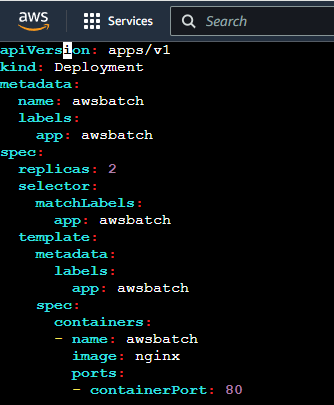 aws Services Search
apiVersion: apps/v1
kind: Deployment
metadata:
  name: awsbatch
  labels:
    app: awsbatch
spec:
  replicas: 2
  selector:
    matchLabels:
      app: awsbatch
  template:
    metadata:
      labels:
        app: awsbatch
    spec:
      containers:
      - name: awsbatch
        image: nginx
        ports:
        - containerPort: 80